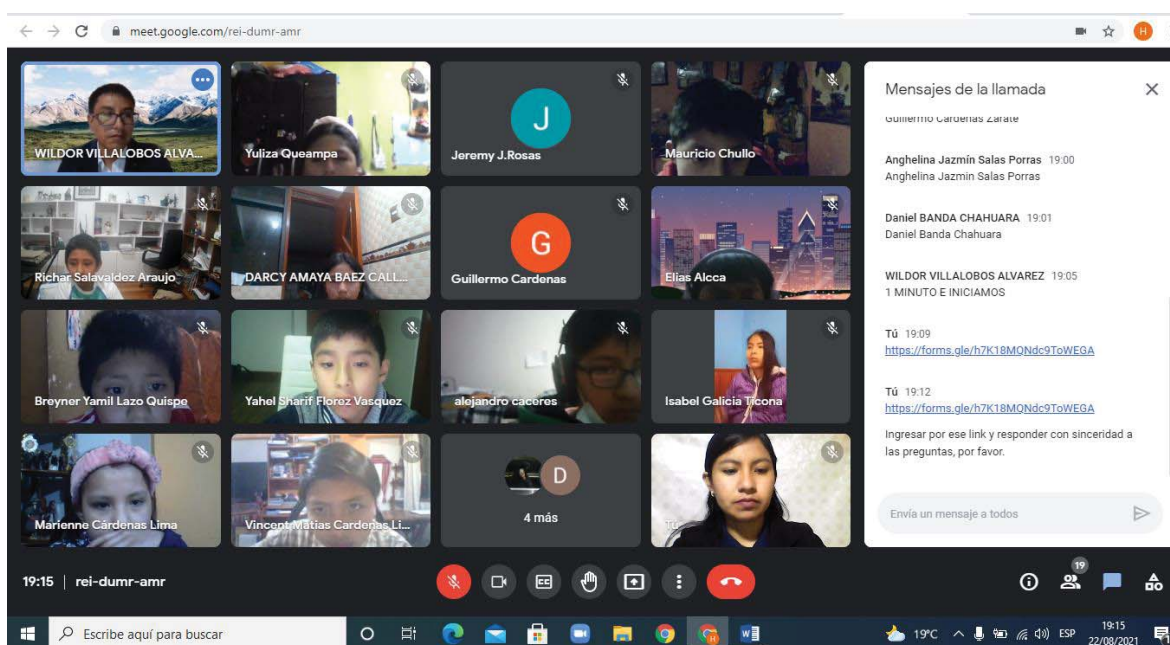 meet.google.com/rei-dumr-amr
H
WILDOR VILLALOBOS ALVA...
Yuliza Queampa
J
Jeremy J.Rosas
Mauricio Chullo
Richar Salavaldez Araujo
DARCY AMAYA BAEZ CALL...
G
Guillermo Cardenas
Elias Alcca
Breyner Yamil Lazo Quispe
Yahel Sharif Florez Vasquez
alejandro caceres
Isabel Galicia Ticona
Marienne Cárdenas Lima
Vincent Matias Cardenas Li...
D
4 más
Tú
Mensajes de la llamada
Guillermo Cardenas Zarate
Anghelina Jazmín Salas Porras 19:00
Anghelina Jazmin Salas Porras
Daniel BANDA CHAHUARA 19:01
Daniel Banda Chahuara
WILDOR VILLALOBOS ALVAREZ 19:05
1 MINUTO E INICIAMOS
Tú 19:09
https://forms.gle/h7K18MQNdc9ToWEGA
Tú 19:12
https://forms.gle/h7K18MQNdc9ToWEGA
Ingresar por ese link y responder con sinceridad a
las preguntas, por favor.
Envía un mensaje a todos
19:15 | rei-dumr-amr
19
Escribe aquí para buscar
19°C
ESP
19:15
22/08/2021